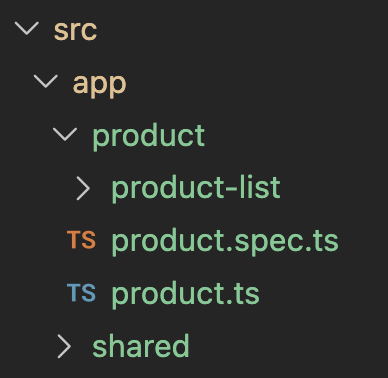 src
app
product
product-list
TS product.spec.ts
TS product.ts
shared